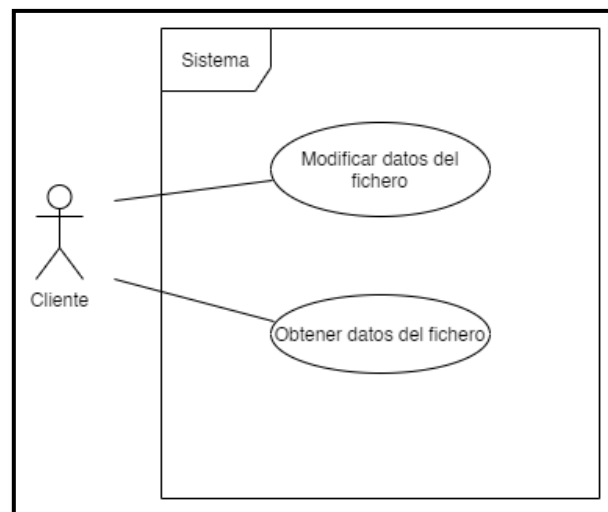 Sistema
Modificar datos del
fichero
Cliente
Obtener datos del fichero